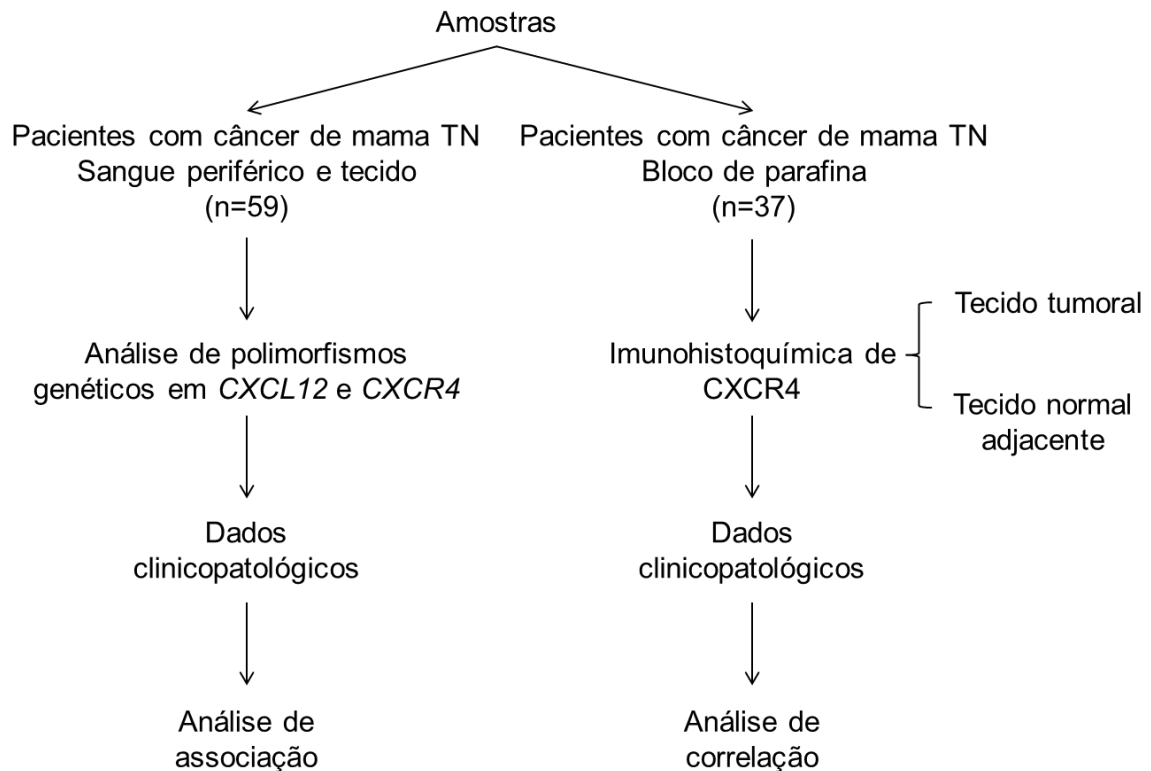 Amostras
Pacientes com câncer de mama TN
Sangue periférico e tecido
(n=59)
Pacientes com câncer de mama TN
Bloco de parafina
(n=37)
Análise de polimorfismos
genéticos em CXCL12 e CXCR4
Imunohistoquímica de
CXCR4
Tecido tumoral
Tecido normal
adjacente
Dados
clinicopatológicos
Dados
clinicopatológicos
Análise de
associação
Análise de
correlação